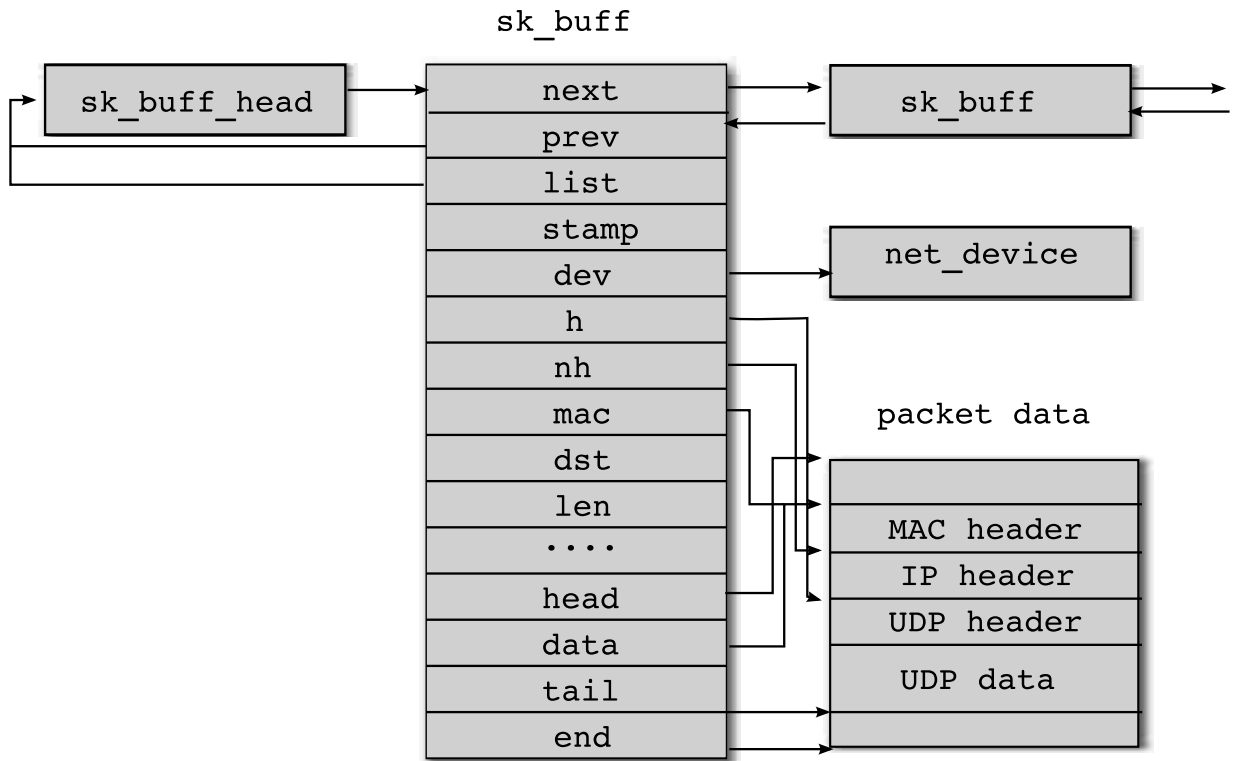 sk_buff
sk_buff_head
next
prev
list
stamp
dev
h
nh
mac
dst
len
....
head
data
tail
end
sk_buff
net_device
packet data
MAC header
IP header
UDP header
UDP data